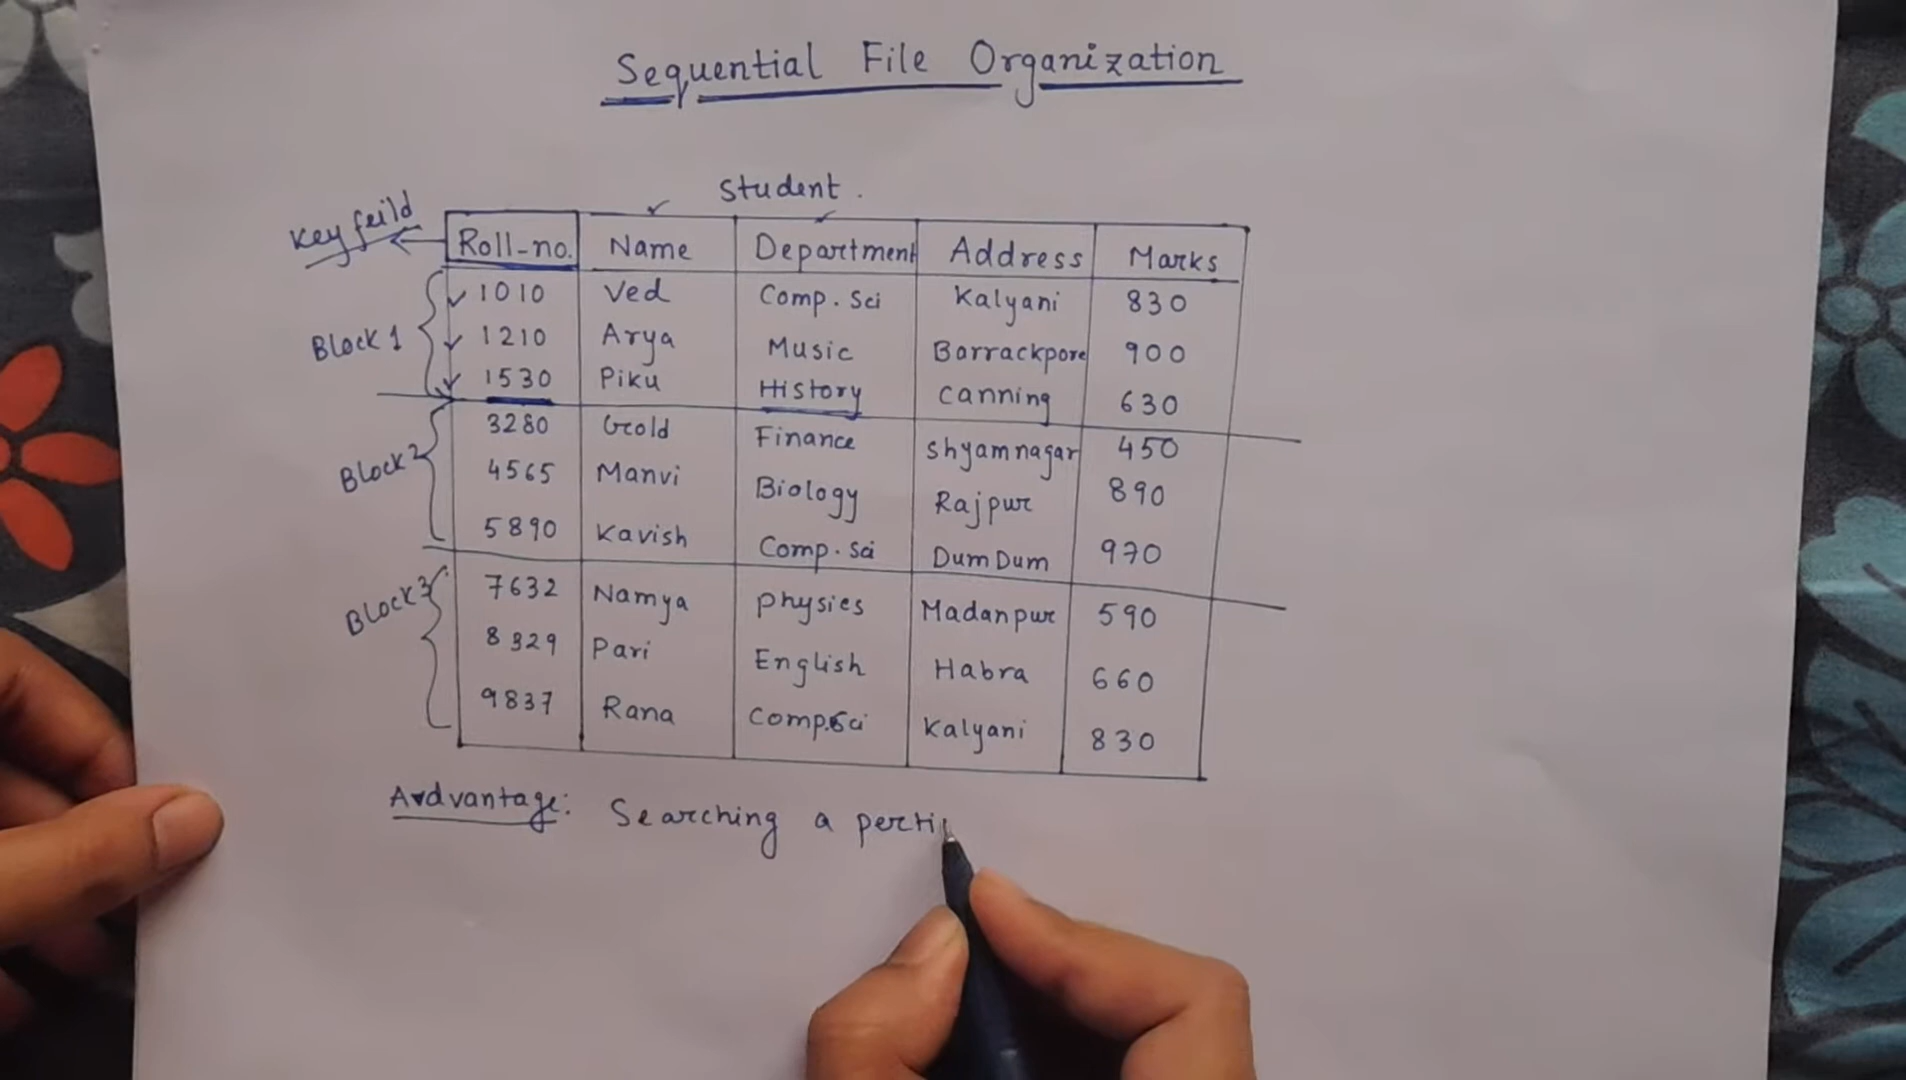 Sequential File Organization
Student.
Key feild
Roll-no. Name Department Address Marks
Block 1
1010 Ved Comp. Sci Kalyani 830
1210 Arya Music Barrackpore 900
1530 Piku History Canning 630
Block 2
3280 Geold Finance Shyamnagar 450
4565 Manvi Biology Rajpur 890
5890 Kavish Comp. Sci DumDum 970
Block 3
7632 Namya Physics Madanpur 590
8329 Pari English Habra 660
9837 Rana Comp.Sci Kalyani 830
Advantage: Searching a perti